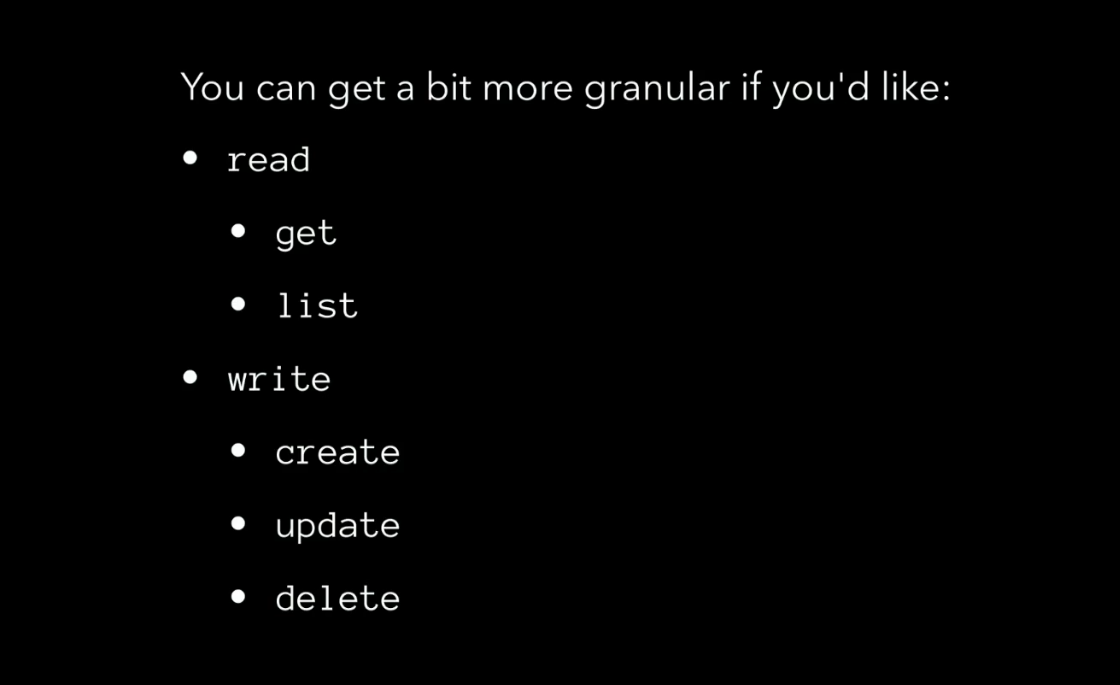 You can get a bit more granular if you'd like:
• read
• get
• list
• write
• create
• update
• delete